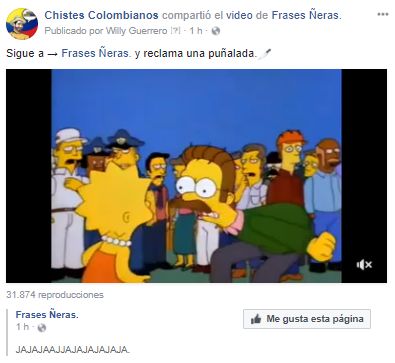 Chistes Colombianos compartió el video de Frases Ñeras.
Publicado por Willy Guerrero [?] · 1 h ·
Sigue a → Frases Ñeras. y reclama una puñalada.
31.874 reproducciones
Frases Ñeras.
1 h ·
Me gusta esta página
JAJAJAAJJAJAJAJAJAJA.